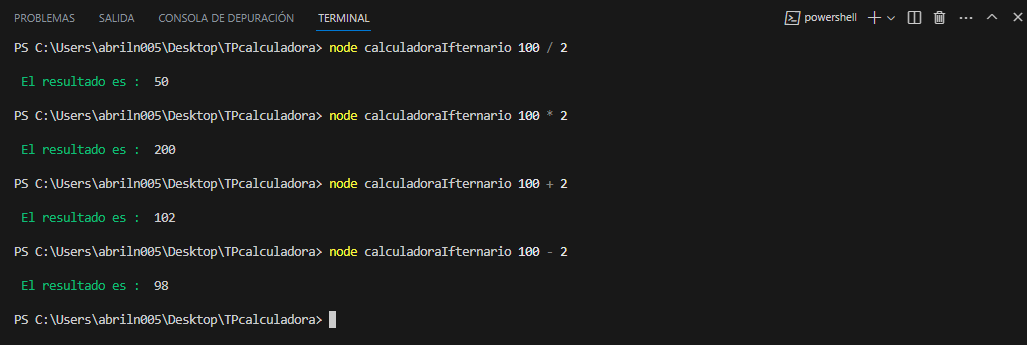 PROBLEMAS SALIDA CONSOLA DE DEPURACIÓN TERMINAL powershell
PS C:\Users\abriln005\Desktop\TPcalculadora> node calculadoraIfternario 100 / 2
El resultado es : 50
PS C:\Users\abriln005\Desktop\TPcalculadora> node calculadoraIfternario 100 * 2
El resultado es : 200
PS C:\Users\abriln005\Desktop\TPcalculadora> node calculadoraIfternario 100 + 2
El resultado es : 102
PS C:\Users\abriln005\Desktop\TPcalculadora> node calculadoraIfternario 100 - 2
El resultado es : 98
PS C:\Users\abriln005\Desktop\TPcalculadora>